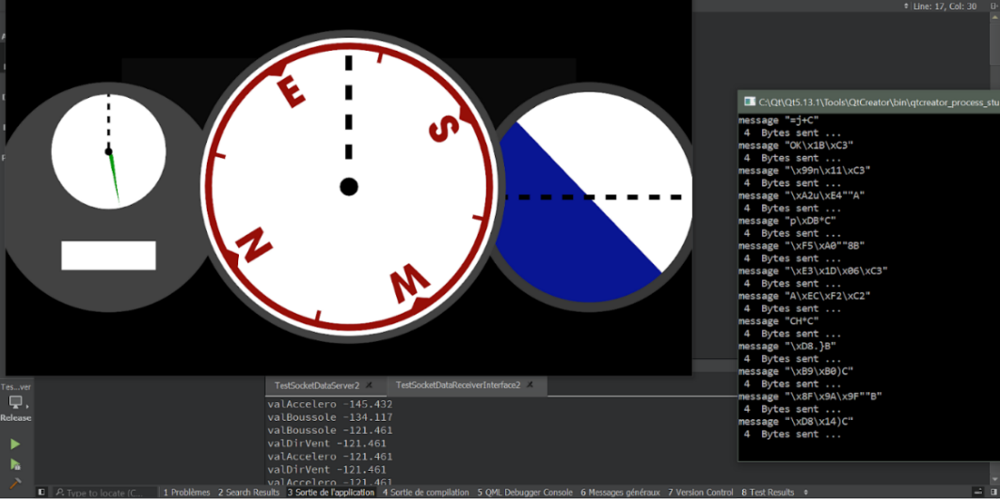 Line: 17, Col: 30
E
S
N
W
C:\Qt\Qt5.13.1\Tools\QtCreator\bin\qtcreator_process_stu
message "=j+C"
4 Bytes sent ...
message "OK\x1B\xC3"
4 Bytes sent ...
message "\x99n\x11\xC3"
4 Bytes sent ...
message "\xA2u\xE4""A"
4 Bytes sent ...
message "p\xDB*C"
4 Bytes sent ...
message "\xF5\xA0""8B"
4 Bytes sent ...
message "\xE3\x1D\x06\xC3"
4 Bytes sent ...
message "A\xEC\xF2\xC2"
4 Bytes sent ...
message "CH*C"
4 Bytes sent ...
message "\xD8.}B"
4 Bytes sent ...
message "\xB9\xB0)C"
4 Bytes sent ...
message "\x8F\x9A\x9F""B"
4 Bytes sent ...
message "\xD8\x14)C"
4 Bytes sent ...
Tes...ver
Release
TestSocketDataServer2
TestSocketDataReceiverInterface2
valAccelero -145.432
valBoussole -134.117
valBoussole -121.461
valDirVent -121.461
valAccelero -121.461
valDirVent -121.461
valAccelero -121.461
Type to locate (C...
1 Problèmes
2 Search Results
3 Sortie de l'application
4 Sortie de compilation
5 QML Debugger Console
6 Messages généraux
7 Version Control
8 Test Results